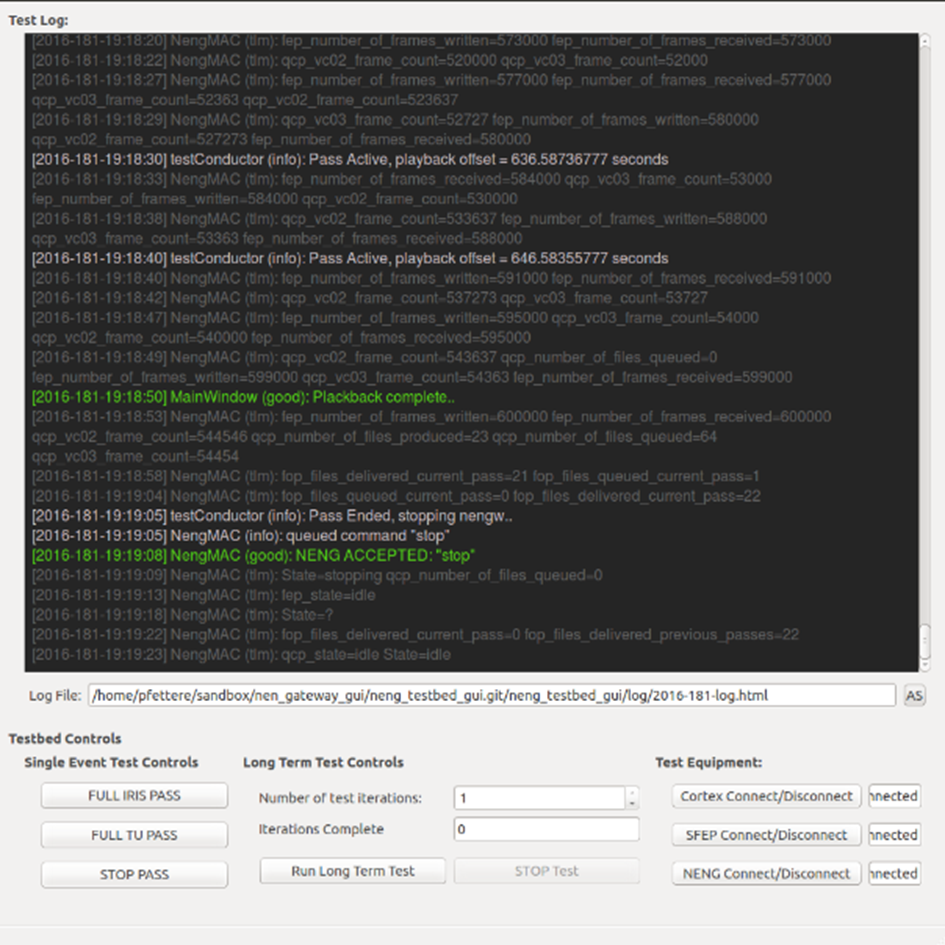 Test Log:
[2016-181-19:18:20] NengMAC (tlm): fep_number_of_frames_written=573000 fep_number_of_frames_received=573000
[2016-181-19:18:22] NengMAC (tlm): qcp_vc02_frame_count=520000 qcp_vc03_frame_count=52000
[2016-181-19:18:27] NengMAC (tlm): fep_number_of_frames_written=577000 fep_number_of_frames_received=577000
qcp_vc03_frame_count=52363 qcp_vc02_frame_count=523637
[2016-181-19:18:29] NengMAC (tlm): qcp_vc03_frame_count=52727 fep_number_of_frames_written=580000
qcp_vc02_frame_count=527273 fep_number_of_frames_received=580000
[2016-181-19:18:30] testConductor (info): Pass Active, playback offset = 636.58736777 seconds
[2016-181-19:18:33] NengMAC (tlm): fep_number_of_frames_received=584000 qcp_vc03_frame_count=53000
fep_number_of_frames_written=584000 qcp_vc02_frame_count=530000
[2016-181-19:18:38] NengMAC (tlm): qcp_vc02_frame_count=533637 fep_number_of_frames_written=588000
qcp_vc03_frame_count=53363 fep_number_of_frames_received=588000
[2016-181-19:18:40] testConductor (info): Pass Active, playback offset = 646.58355777 seconds
[2016-181-19:18:40] NengMAC (tlm): fep_number_of_frames_written=591000 fep_number_of_frames_received=591000
[2016-181-19:18:42] NengMAC (tlm): qcp_vc02_frame_count=537273 qcp_vc03_frame_count=53727
[2016-181-19:18:47] NengMAC (tlm): fep_number_of_frames_written=595000 qcp_vc03_frame_count=54000
qcp_vc02_frame_count=540000 fep_number_of_frames_received=595000
[2016-181-19:18:49] NengMAC (tlm): qcp_vc02_frame_count=543637 qcp_number_of_files_queued=0
fep_number_of_frames_written=599000 qcp_vc03_frame_count=54363 fep_number_of_frames_received=599000
[2016-181-19:18:50] MainWindow (good): Plackback complete..
[2016-181-19:18:53] NengMAC (tlm): fep_number_of_frames_written=600000 fep_number_of_frames_received=600000
qcp_vc02_frame_count=544546 qcp_number_of_files_produced=23 qcp_number_of_files_queued=64
qcp_vc03_frame_count=54454
[2016-181-19:18:58] NengMAC (tlm): fop_files_delivered_current_pass=21 fop_files_queued_current_pass=1
[2016-181-19:19:04] NengMAC (tlm): fop_files_queued_current_pass=0 fop_files_delivered_current_pass=22
[2016-181-19:19:05] testConductor (info): Pass Ended, stopping nengw..
[2016-181-19:19:05] NengMAC (info): queued command "stop"
[2016-181-19:19:08] NengMAC (good): NENG ACCEPTED: "stop"
[2016-181-19:19:09] NengMAC (tlm): State=stopping qcp_number_of_files_queued=0
[2016-181-19:19:13] NengMAC (tlm): fep_state=idle
[2016-181-19:19:18] NengMAC (tlm): State=?
[2016-181-19:19:22] NengMAC (tlm): fop_files_delivered_current_pass=0 fop_files_delivered_previous_passes=22
[2016-181-19:19:23] NengMAC (tlm): qcp_state=idle State=idle
Log File: /home/pfettere/sandbox/nen_gateway_gui/neng_testbed_gui.git/neng_testbed_gui/log/2016-181-log.html AS
Testbed Controls
Single Event Test Controls Long Term Test Controls Test Equipment:
FULL IRIS PASS Number of test iterations: 1 Cortex Connect/Disconnect nnected
FULL TU PASS Iterations Complete 0 SFEP Connect/Disconnect nnected
STOP PASS Run Long Term Test STOP Test NENG Connect/Disconnect nnected